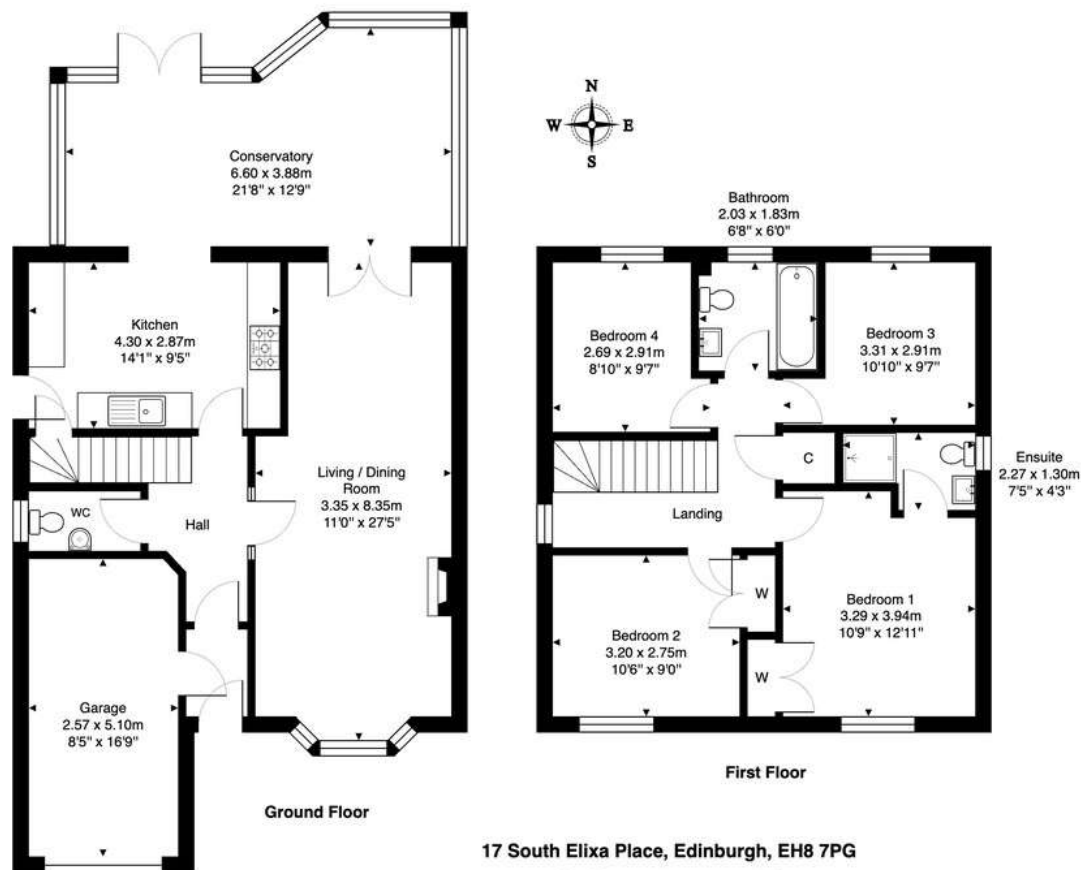 Conservatory
6.60 x 3.88m
21'8" x 12'9"
N
W E
S
Kitchen
4.30 x 2.87m
14'1" x 9'5"
Living / Dining
Room
3.35 x 8.35m
11'0" x 27'5"
WC
Hall
Garage
2.57 x 5.10m
8'5" x 16'9"
Ground Floor
Bathroom
2.03 x 1.83m
6'8" x 6'0"
Bedroom 4
2.69 x 2.91m
8'10" x 9'7"
Bedroom 3
3.31 x 2.91m
10'10" x 9'7"
C
Ensuite
2.27 x 1.30m
7'5" x 4'3"
Landing
W
Bedroom 1
3.29 x 3.94m
10'9" x 12'11"
Bedroom 2
3.20 x 2.75m
10'6" x 9'0"
W
First Floor
17 South Elixa Place, Edinburgh, EH8 7PG